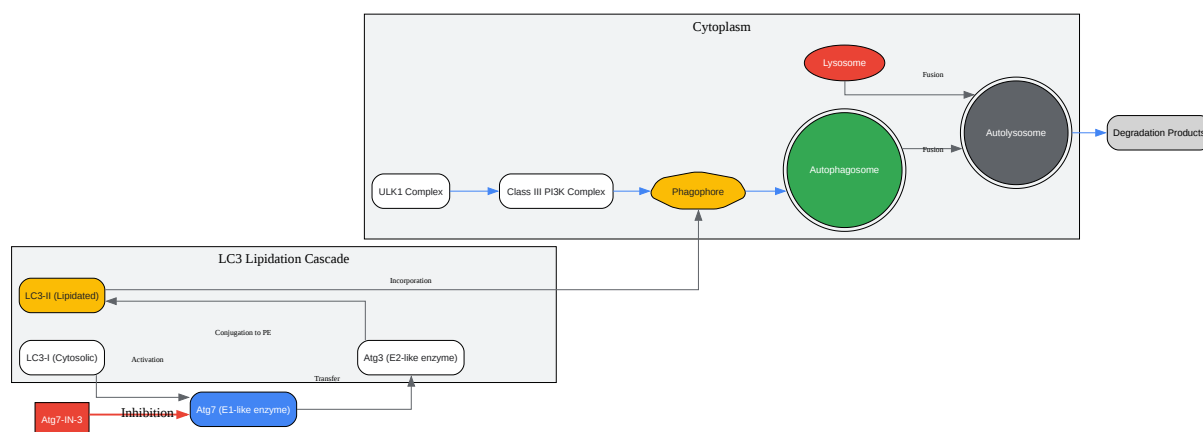 Cytoplasm
Lysosome
Fusion
Autolysosome
Degradation Products
Fusion
Autophagosome
ULK1 Complex
Class III PI3K Complex
Phagophore
LC3 Lipidation Cascade
Incorporation
LC3-II (Lipidated)
Conjugation to PE
LC3-I (Cytosolic)
Activation
Atg3 (E2-like enzyme)
Transfer
Atg7-IN-3
Inhibition
Atg7 (E1-like enzyme)